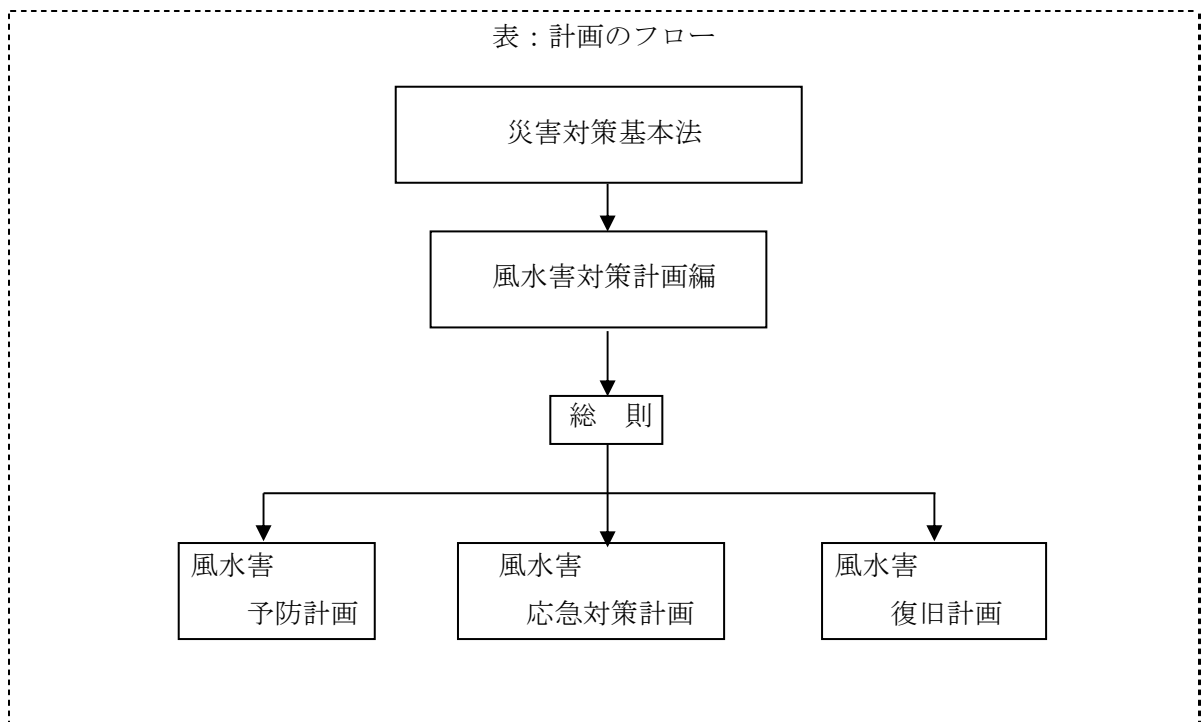 表：計画のフロー
災害対策基本法
風水害対策計画編
総　則
風水害
予防計画
風水害
応急対策計画
風水害
復旧計画